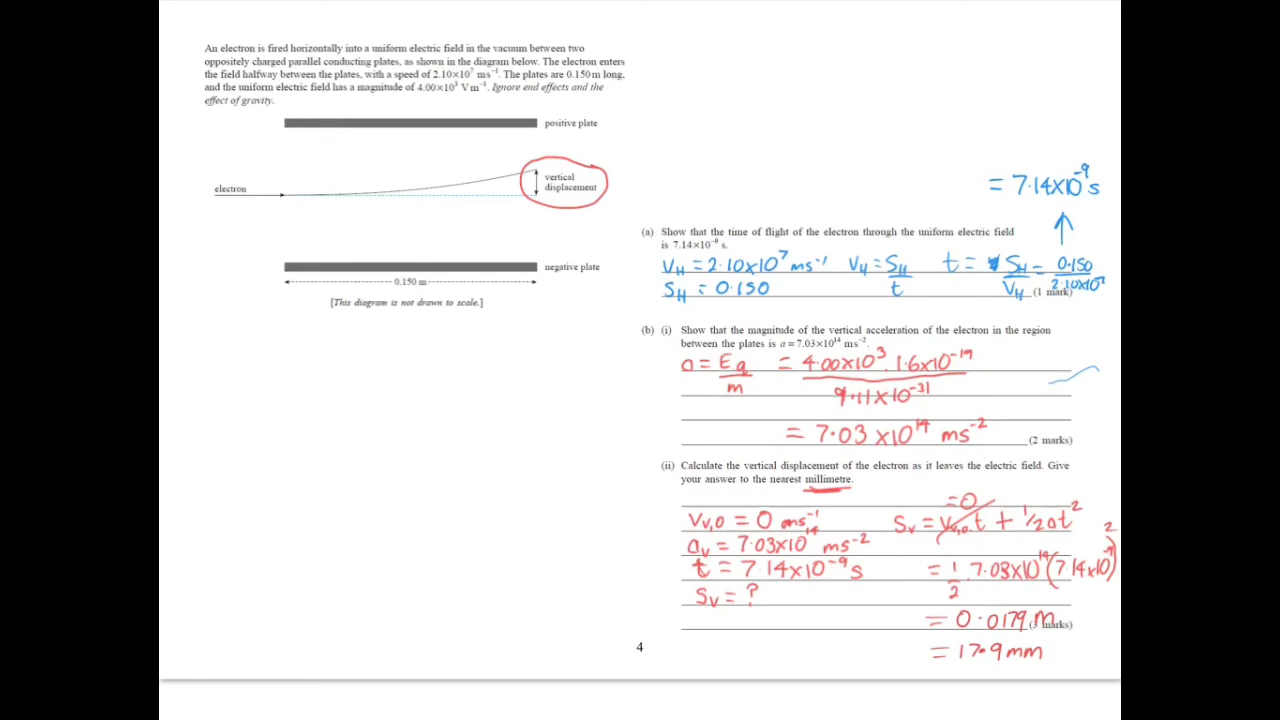 An electron is fired horizontally into a uniform electric field in the vacuum between two
oppositely charged parallel conducting plates, as shown in the diagram below. The electron enters
the field halfway between the plates, with a speed of 2.10×10⁷ ms⁻¹. The plates are 0.150 m long,
and the uniform electric field has a magnitude of 4.00×10³ Vm⁻¹. Ignore end effects and the
effect of gravity.
positive plate
vertical
displacement
electron
negative plate
0.150 m
[This diagram is not drawn to scale.]
= 7.14×10⁻⁹ s
(a) Show that the time of flight of the electron through the uniform electric field
is 7.14×10⁻⁹ s.
V_H = 2.10×10⁷ ms⁻¹ V_H = S_H/t t = S_H/V_H = 0.150/2.10×10⁷
S_H = 0.150
(1 mark)
(b) (i) Show that the magnitude of the vertical acceleration of the electron in the region
between the plates is a = 7.03×10¹⁴ ms⁻².
a = Eq/m = 4.00×10³ . 1.6×10⁻¹⁹/9.11×10⁻³¹
= 7.03 ×10¹⁴ ms⁻²
(2 marks)
(ii) Calculate the vertical displacement of the electron as it leaves the electric field. Give
your answer to the nearest millimetre.
=0
V_v,0 = 0 ms⁻¹ S_v = V_v,0.t + 1/2at²
a_v = 7.03×10¹⁴ ms⁻²
t = 7.14×10⁻⁹ s = 1/2 . 7.03×10¹⁴ (7.14×10⁻⁹)²
S_v = ?
= 0.0179 m
(3 marks)
= 17.9mm
4